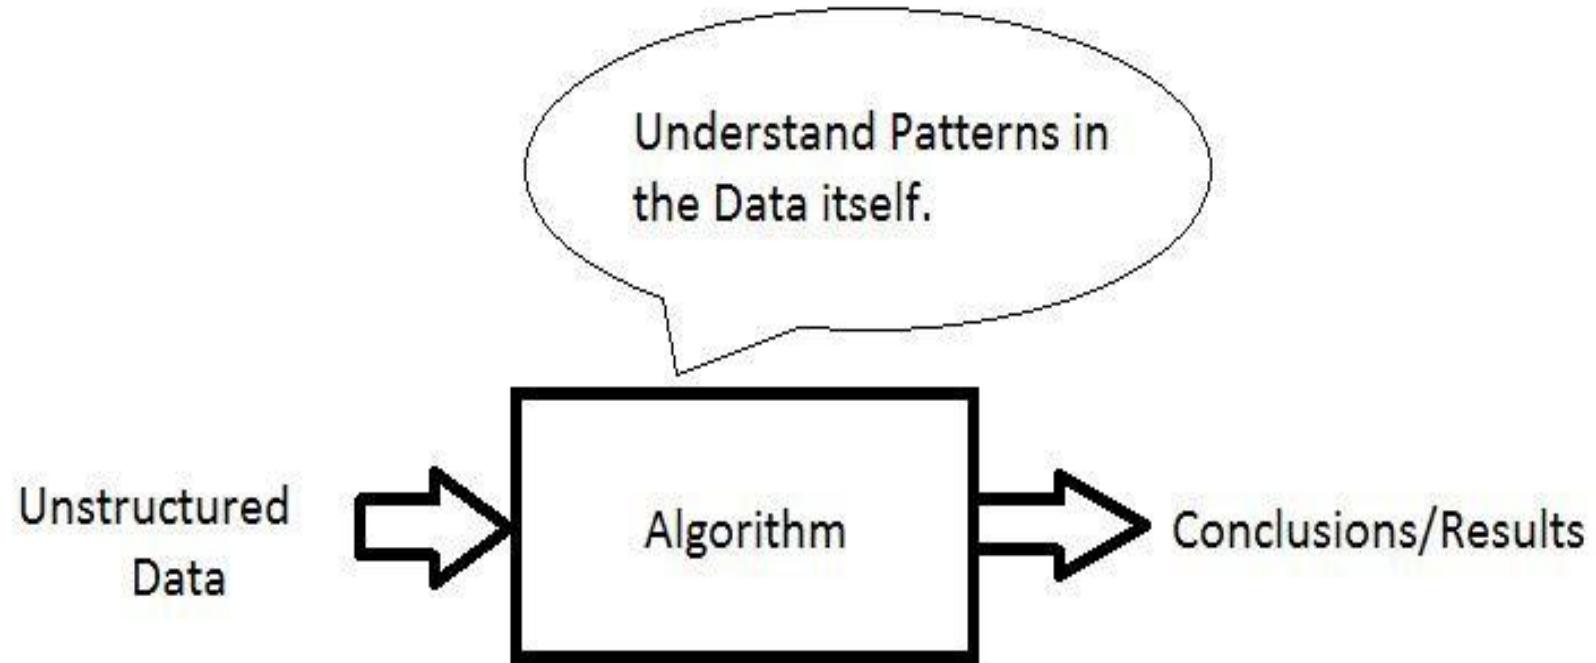 Understand Patterns in
the Data itself.
Unstructured
Data
Algorithm
Conclusions/Results